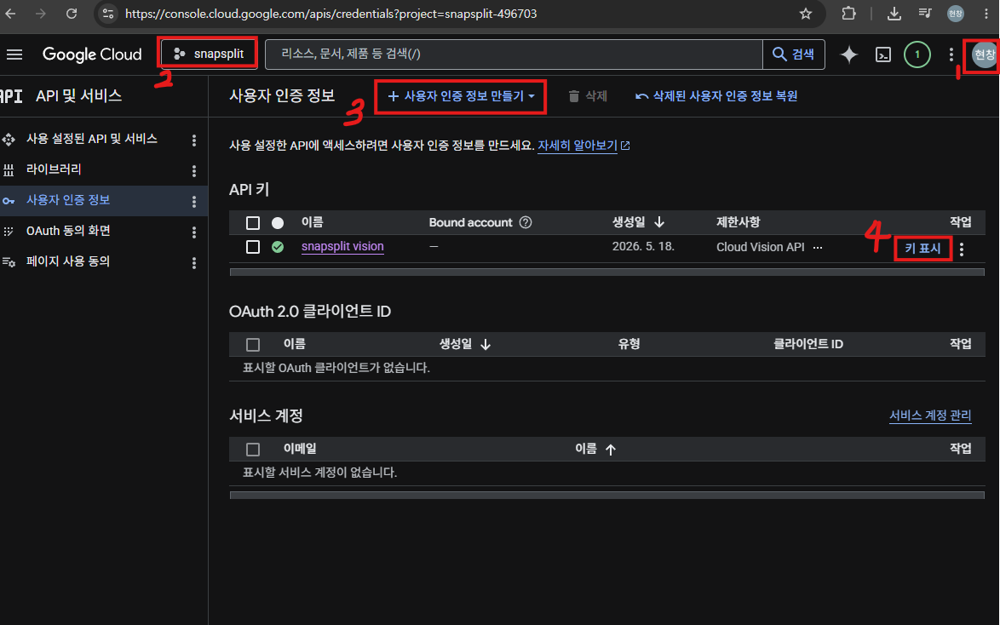 https://console.cloud.google.com/apis/credentials?project=snapsplit-496703
현창
Google Cloud
snapsplit
리소스, 문서, 제품 등 검색(/)
검색
1
현창
1
2
API API 및 서비스
사용자 인증 정보
3
+ 사용자 인증 정보 만들기
삭제
삭제된 사용자 인증 정보 복원
사용 설정된 API 및 서비스
라이브러리
사용자 인증 정보
OAuth 동의 화면
페이지 사용 동의
사용 설정한 API에 액세스하려면 사용자 인증 정보를 만드세요. 자세히 알아보기
API 키
이름 Bound account 생성일 제한사항 작업
4
snapsplit vision — 2026. 5. 18. Cloud Vision API ... 키 표시
OAuth 2.0 클라이언트 ID
이름 생성일 유형 클라이언트 ID 작업
표시할 OAuth 클라이언트가 없습니다.
서비스 계정
서비스 계정 관리
이메일 이름 작업
표시할 서비스 계정이 없습니다.